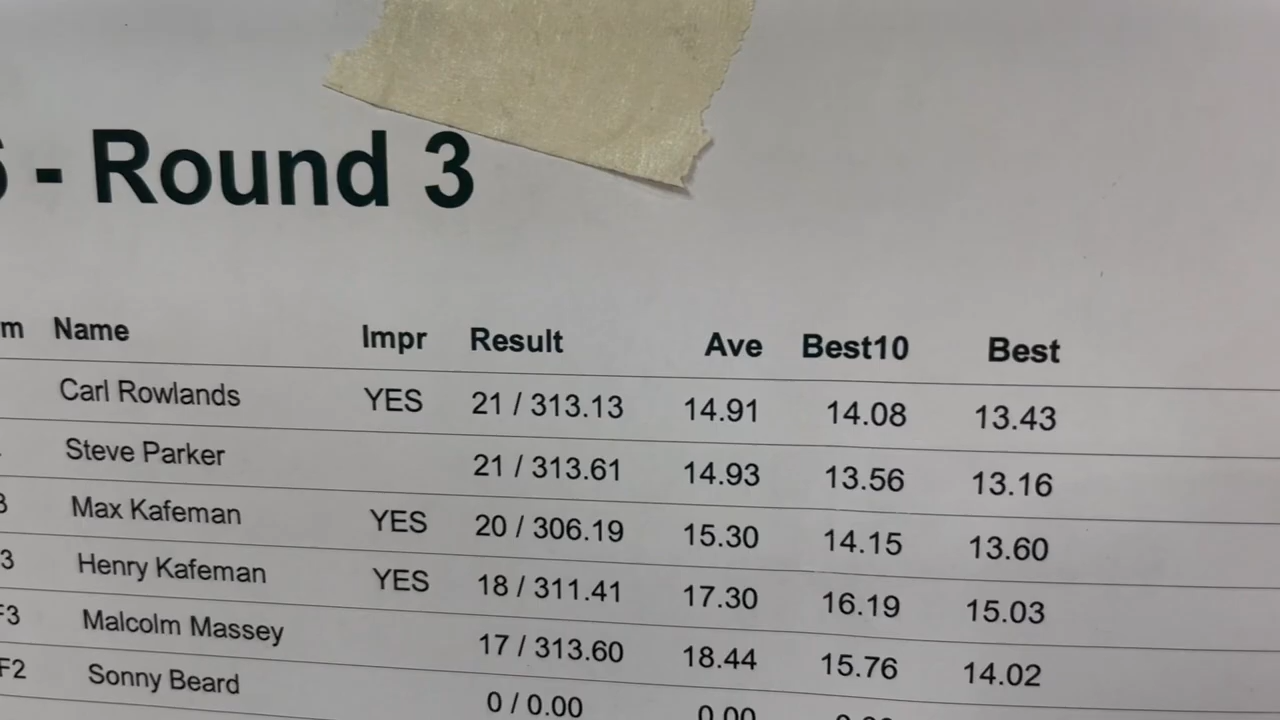 - Round 3
m Name Impr Result Ave Best10 Best
Carl Rowlands YES 21 / 313.13 14.91 14.08 13.43
Steve Parker 21 / 313.61 14.93 13.56 13.16
Max Kafeman YES 20 / 306.19 15.30 14.15 13.60
3 Henry Kafeman YES 18 / 311.41 17.30 16.19 15.03
F3 Malcolm Massey 17 / 313.60 18.44 15.76 14.02
F2 Sonny Beard 0 / 0.00 0.00